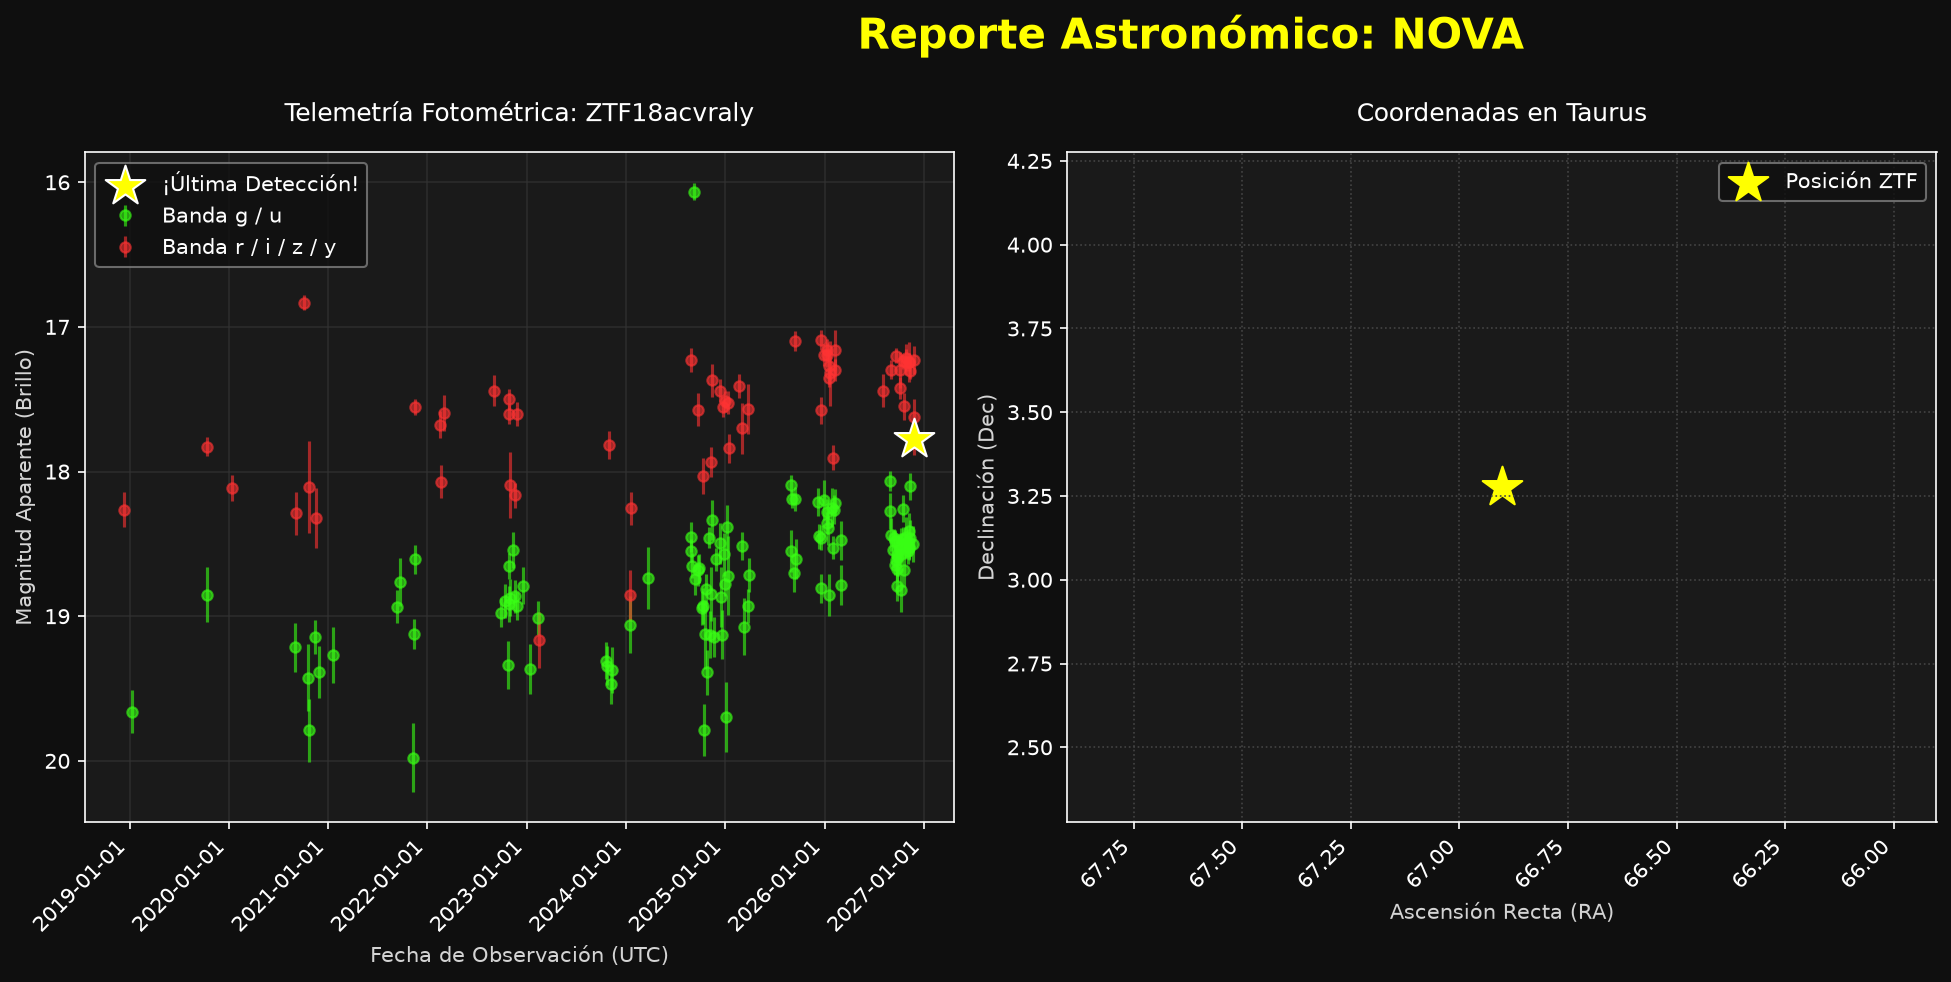 Reporte Astronómico: NOVA
Telemetría Fotométrica: ZTF18acvraly
¡Última Detección!
Banda g / u
Banda r / i / z / y
Magnitud Aparente (Brillo)
16
17
18
19
20
2019-01-01
2020-01-01
2021-01-01
2022-01-01
2023-01-01
2024-01-01
2025-01-01
2026-01-01
2027-01-01
Fecha de Observación (UTC)
Coordenadas en Taurus
Posición ZTF
Declinación (Dec)
4.25
4.00
3.75
3.50
3.25
3.00
2.75
2.50
67.75
67.50
67.25
67.00
66.75
66.50
66.25
66.00
Ascensión Recta (RA)